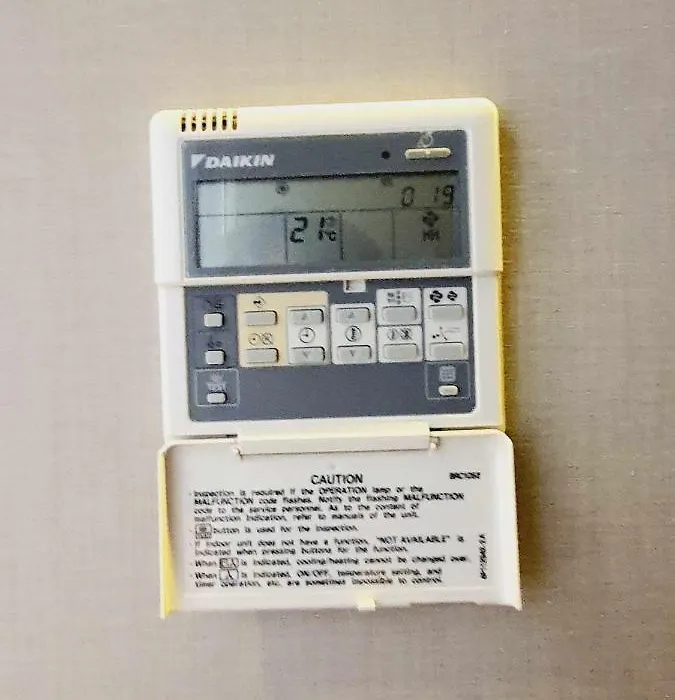 DAIKIN
0 19
21°C
TEST
CAUTION
BRC1C52
· Inspection is required if the OPERATION lamp or the
MALFUNCTION code flashes. Notify the flashing MALFUNCTION
code to the service personnel. As to the content of
malfunction indication, refer to manuals of the unit.
· button is used for the inspection.
· If indoor unit does not have a function, "NOT AVAILABLE" is
indicated when pressing buttons for the function.
· When is indicated, cooling/heating cannot be changed over.
· When is indicated, ON/OFF, temperature setting, and
timer operation, etc. are sometimes impossible to control.